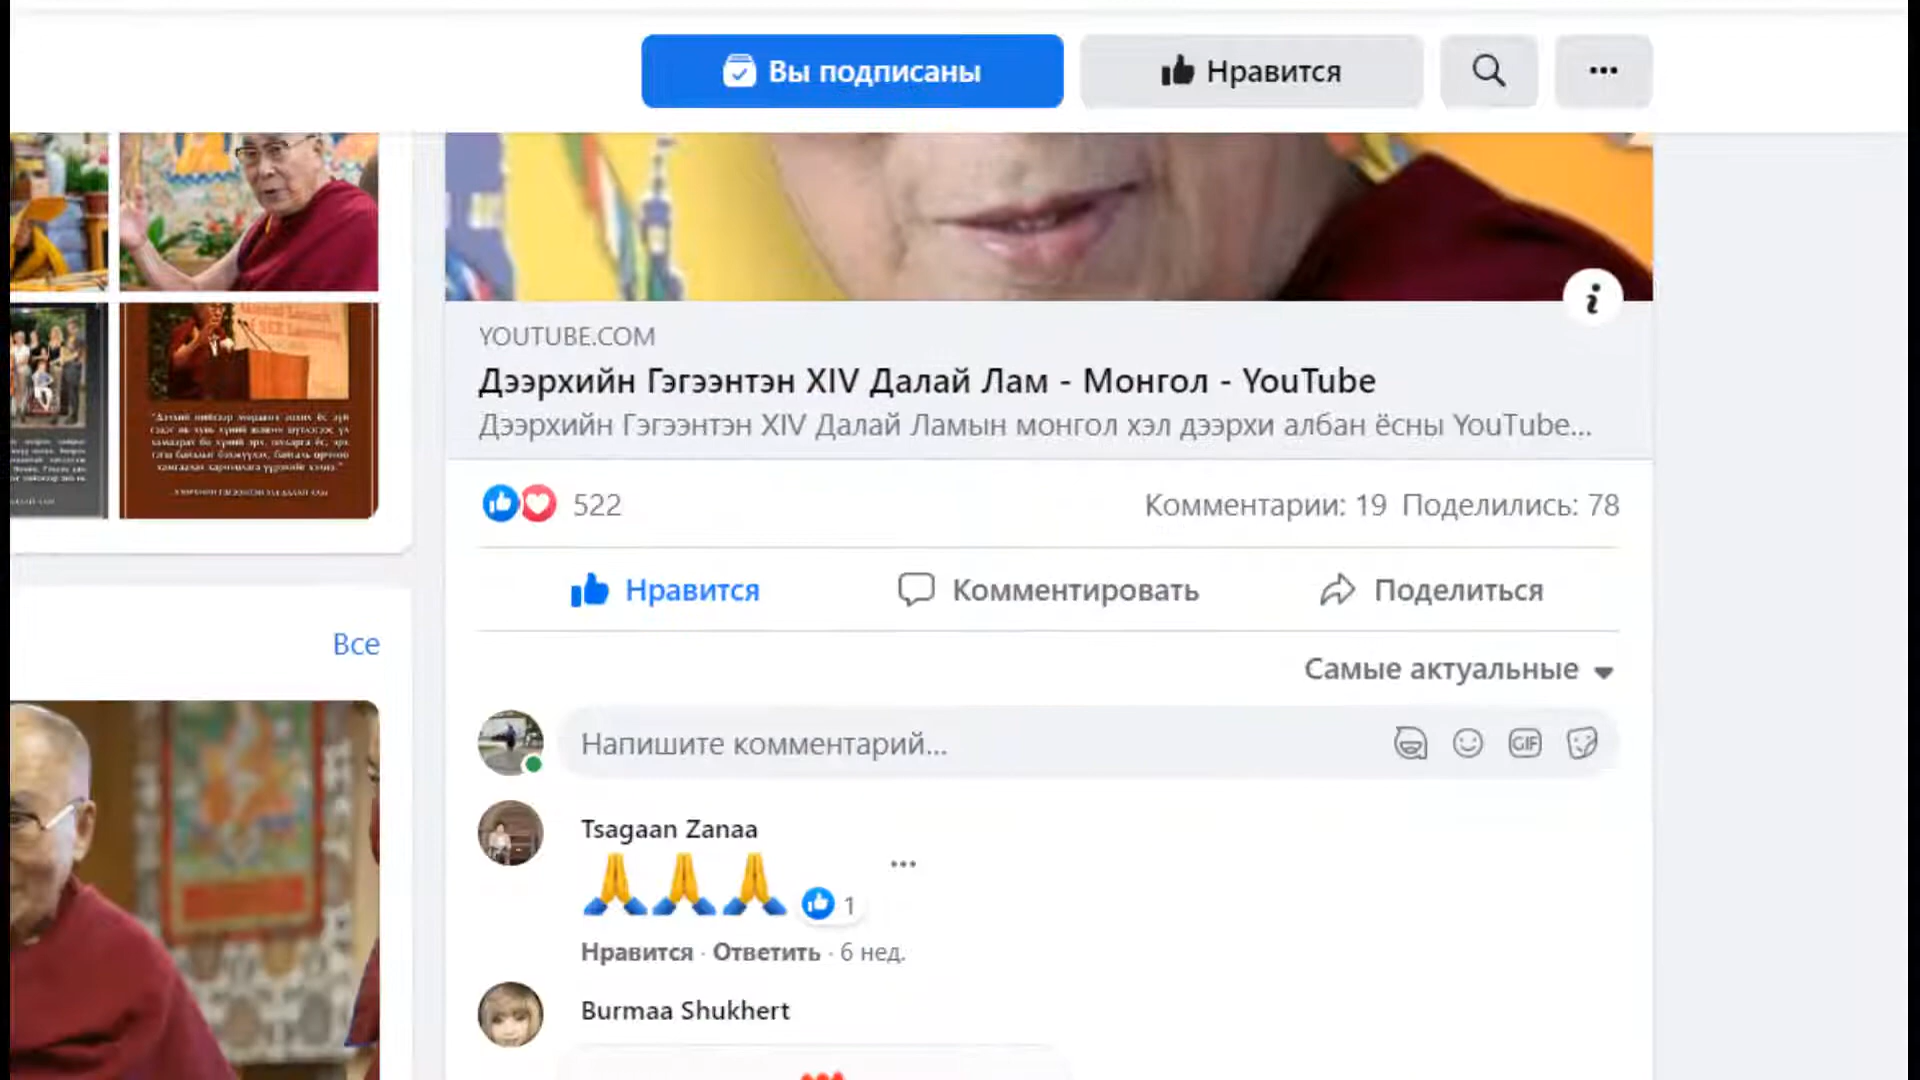 Вы подписаны
Нравится
YOUTUBE.COM
Дээрхийн Гэгээнтэн XIV Далай Лам - Монгол - YouTube
Дээрхийн Гэгээнтэн XIV Далай Ламын монгол хэл дээрхи албан ёсны YouTube...
522
Комментарии: 19 Поделились: 78
Нравится
Комментировать
Поделиться
Все
Самые актуальные
Напишите комментарий...
GIF
Tsagaan Zanaa
1
Нравится · Ответить · 6 нед.
Burmaa Shukhert